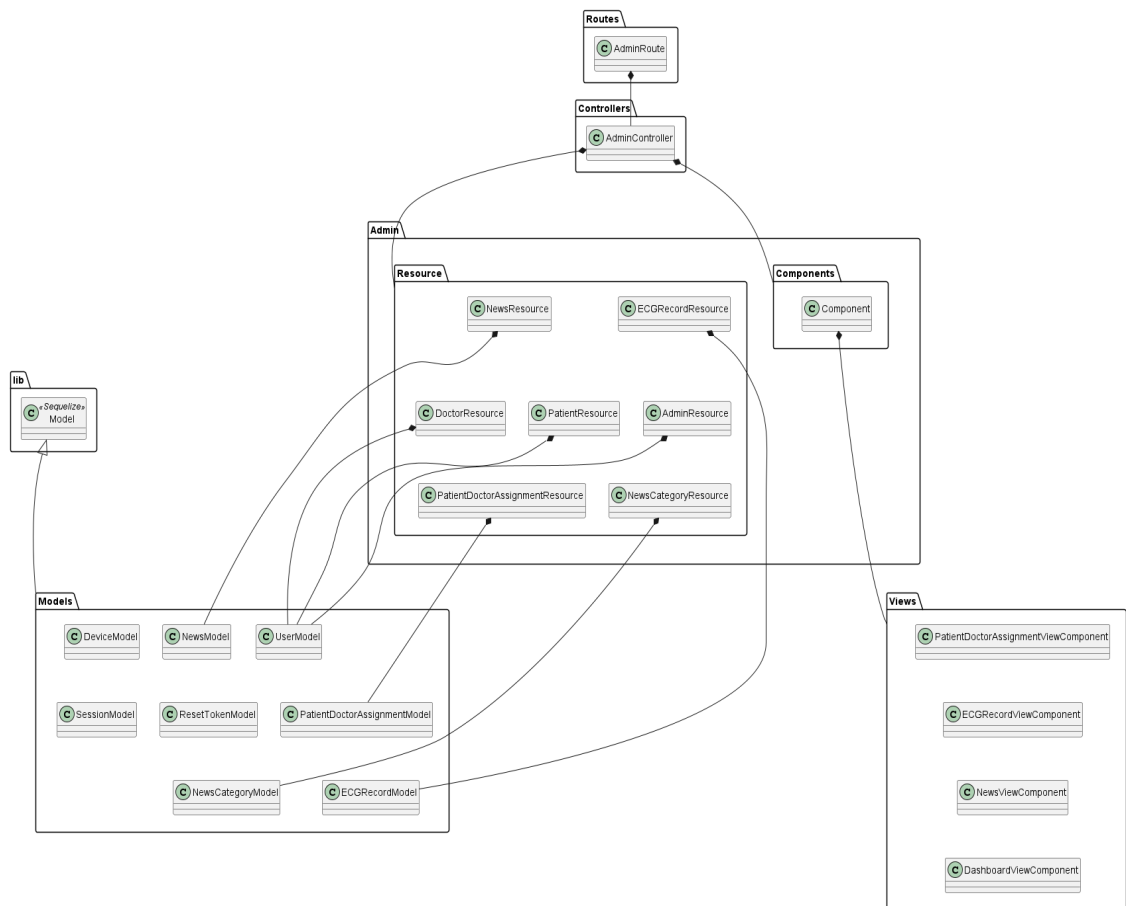 Routes
C AdminRoute
Controllers
C AdminController
Admin
Resource
Components
C NewsResource
C ECGRecordResource
C Component
lib
C «Sequelize»
Model
C DoctorResource
C PatientResource
C AdminResource
C PatientDoctorAssignmentResource
C NewsCategoryResource
Models
Views
C DeviceModel
C NewsModel
C UserModel
C PatientDoctorAssignmentViewComponent
C SessionModel
C ResetTokenModel
C PatientDoctorAssignmentModel
C ECGRecordViewComponent
C NewsCategoryModel
C ECGRecordModel
C NewsViewComponent
C DashboardViewComponent